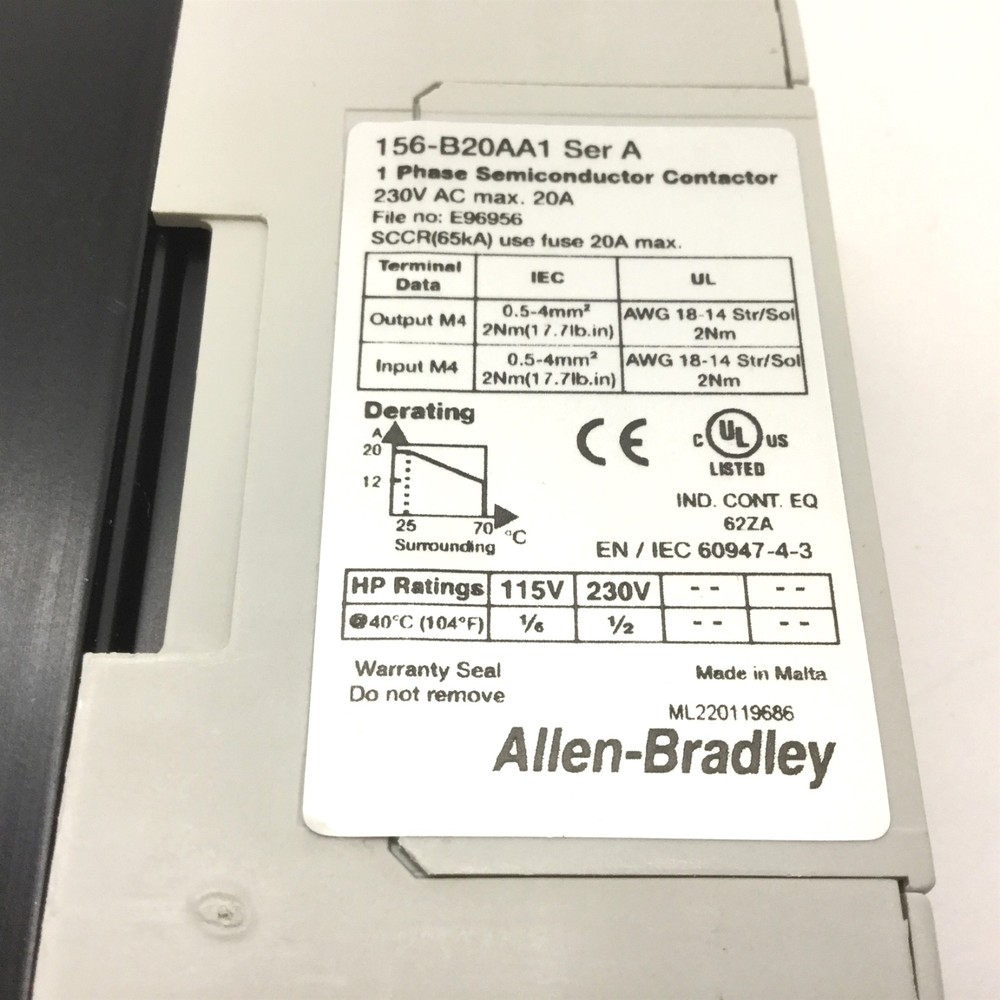 156-B20AA1 Ser A
1 Phase Semiconductor Contactor
230V AC max. 20A
File no: E96956
SCCR(65kA) use fuse 20A max.
Terminal Data IEC UL
Output M4 0.5-4mm² 2Nm(17.7lb.in) AWG 18-14 Str/Sol 2Nm
Input M4 0.5-4mm² 2Nm(17.7lb.in) AWG 18-14 Str/Sol 2Nm
Derating
A
20
12
25 70 °C
Surrounding
CE
c UL us
LISTED
IND. CONT. EQ
62ZA
EN / IEC 60947-4-3
HP Ratings 115V 230V -- --
@40°C (104°F) 1/6 1/2 -- --
Warranty Seal
Do not remove
Made in Malta
ML220119686
Allen-Bradley